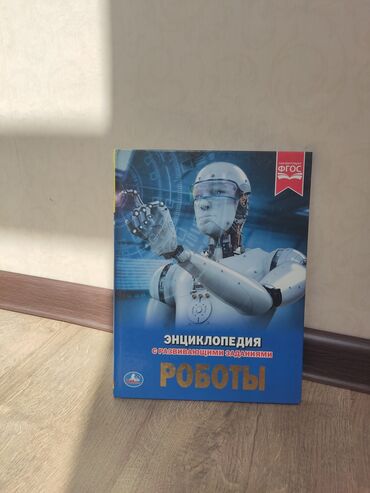 ФГОС
ЭНЦИКЛОПЕДИЯ
С РАЗВИВАЮЩИМИ ЗАДАНИЯМИ
РОБОТЫ